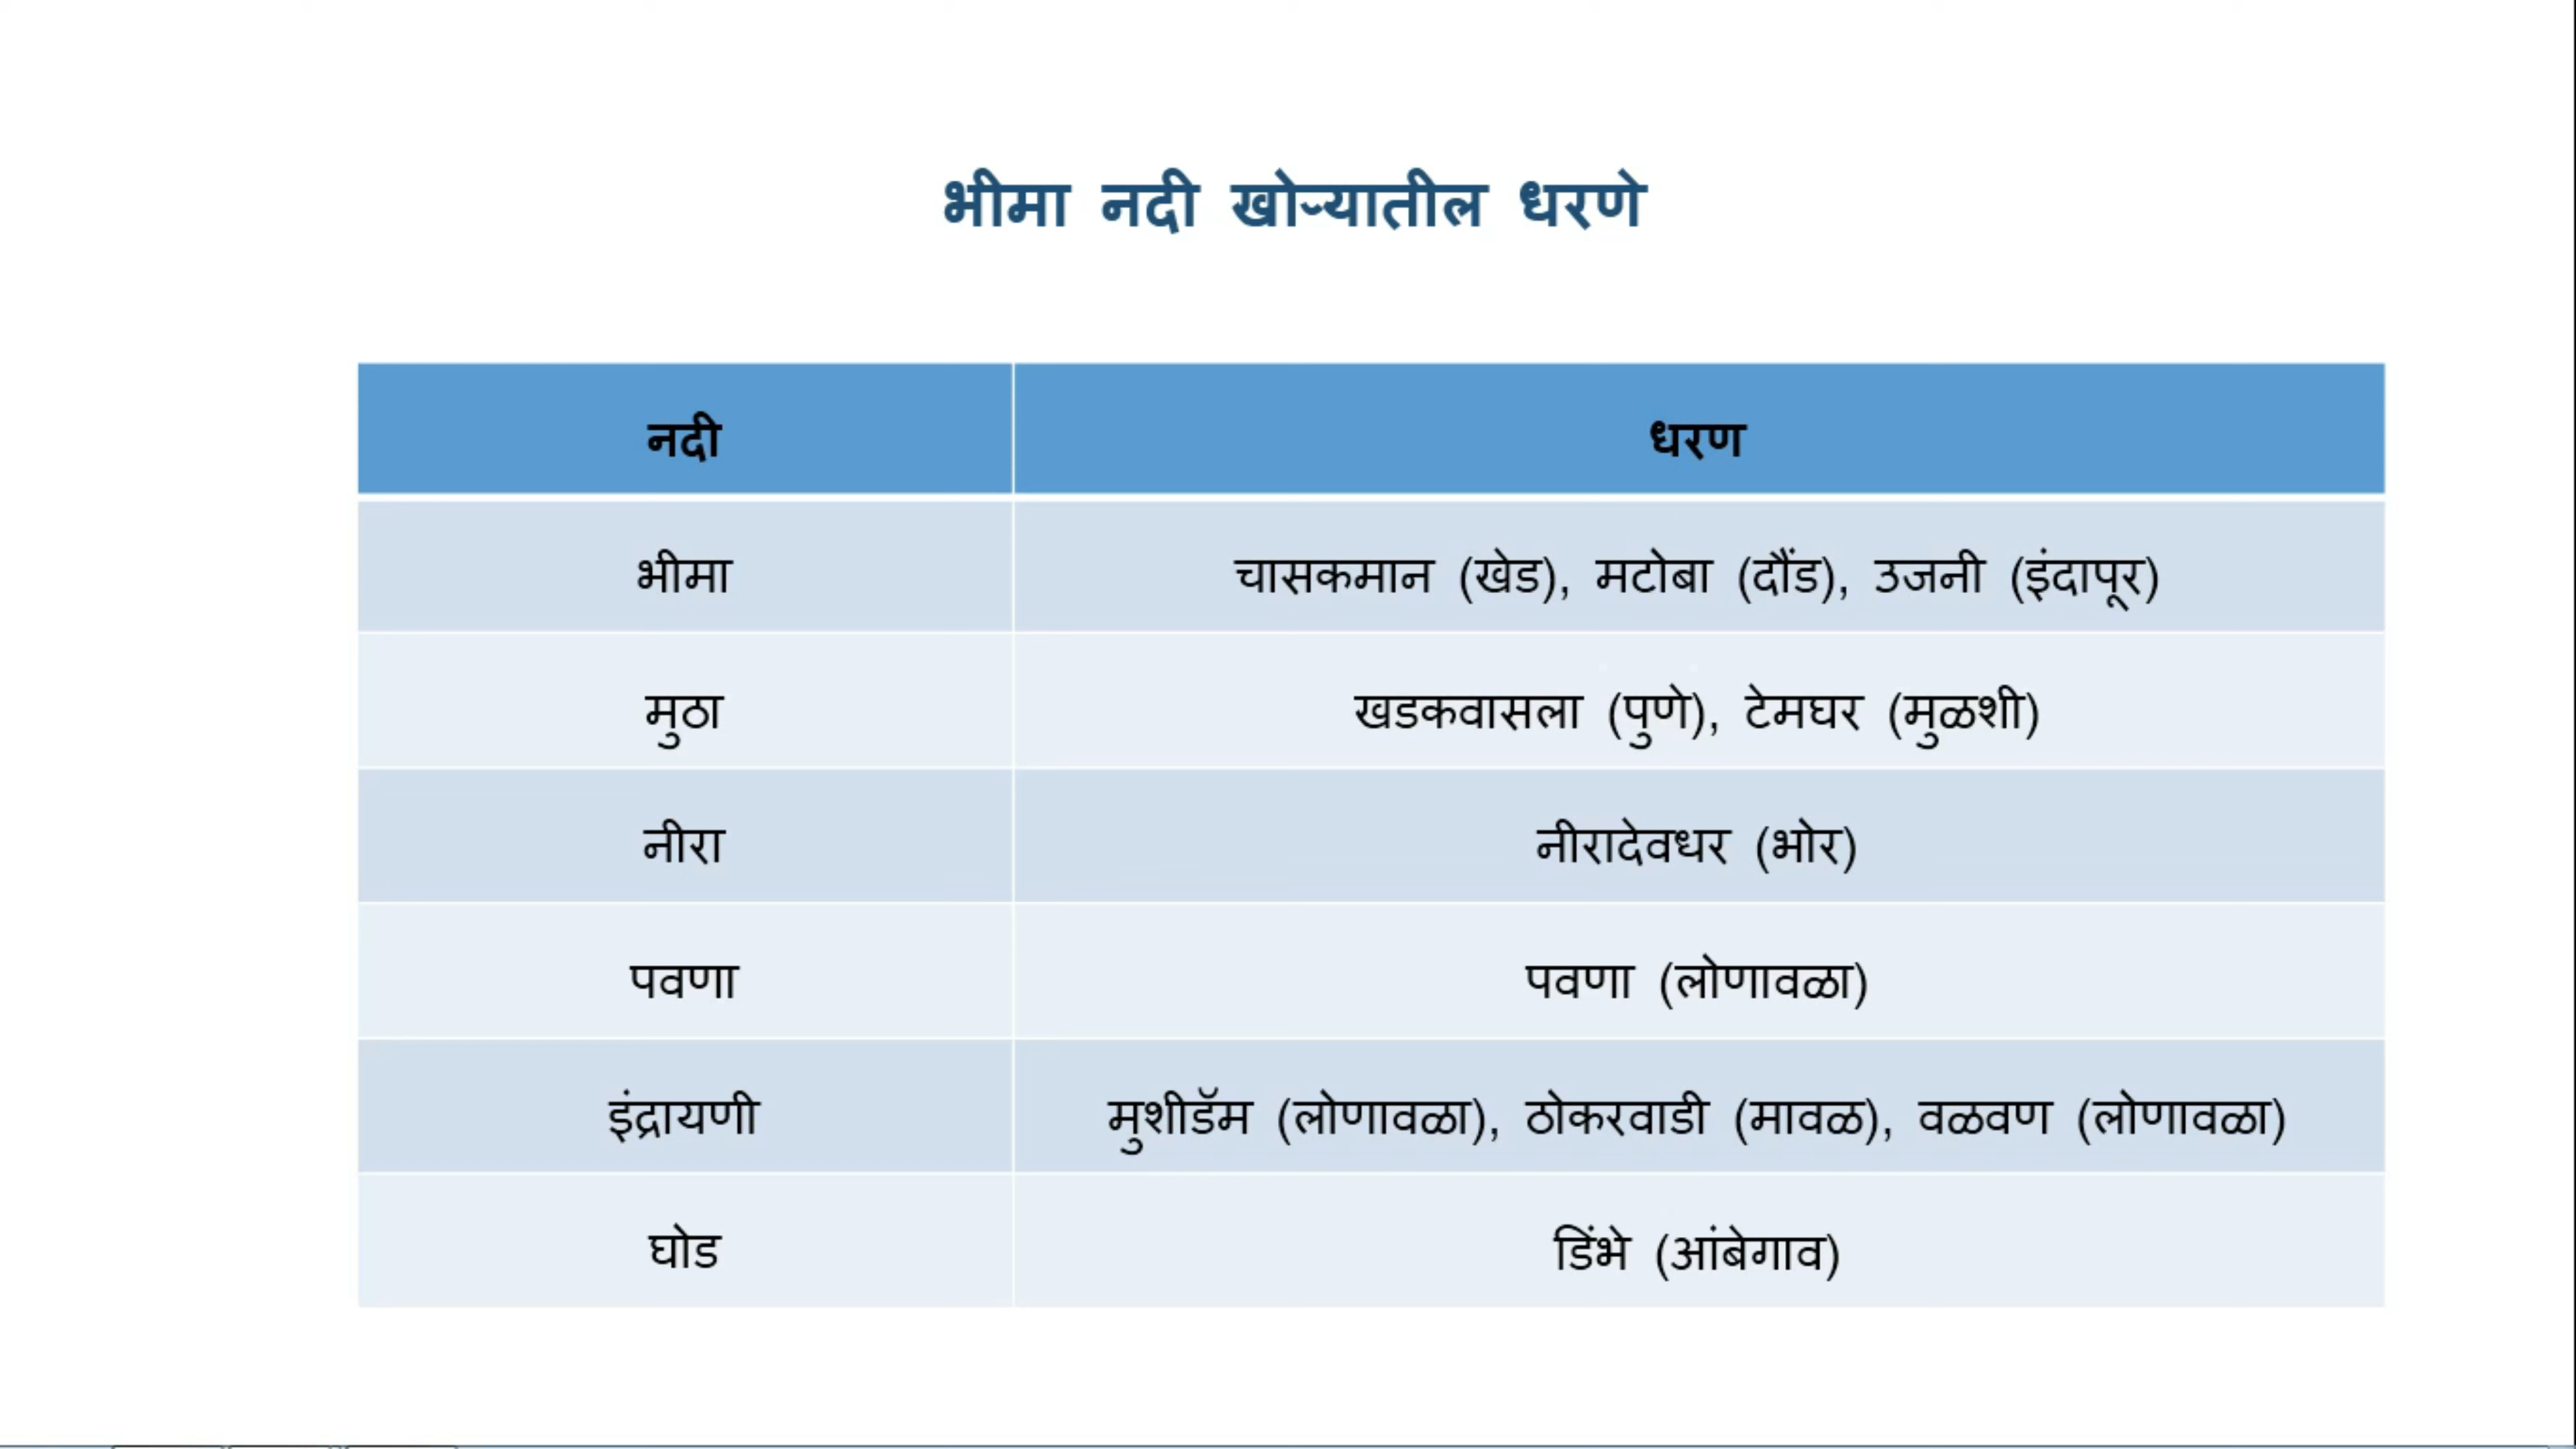 भीमा नदी खोऱ्यातील धरणे
नदी धरण
भीमा चासकमान (खेड), मटोबा (दौंड), उजनी (इंदापूर)
मुठा खडकवासला (पुणे), टेमघर (मुळशी)
नीरा नीरादेवधर (भोर)
पवणा पवणा (लोणावळा)
इंद्रायणी मुशीडॅम (लोणावळा), ठोकरवाडी (मावळ), वळवण (लोणावळा)
घोड डिंभे (आंबेगाव)